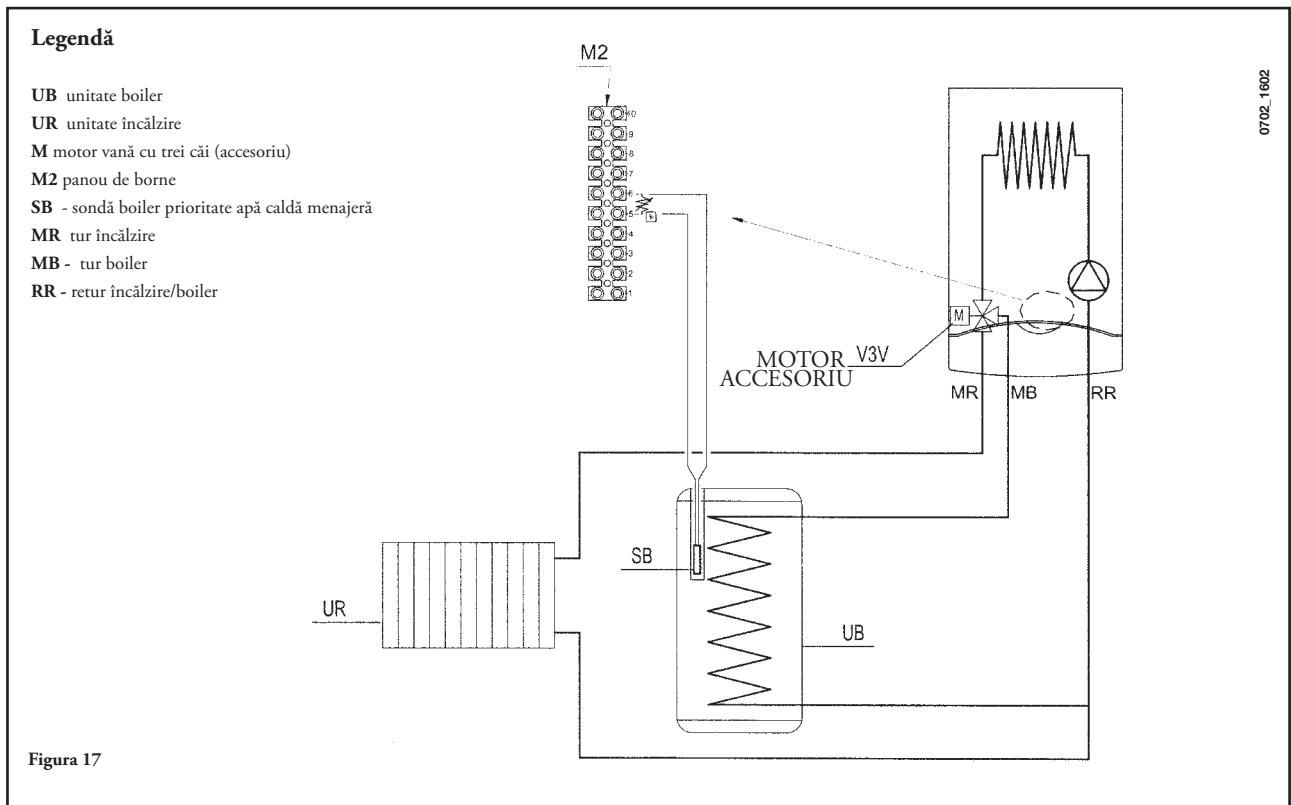 Legendă
UB unitate boiler
UR unitate încălzire
M motor vană cu trei căi (accesoriu)
M2 panou de borne
SB - sondă boiler prioritate apă caldă menajeră
MR tur încălzire
MB - tur boiler
RR - retur încălzire/boiler
M2
10
9
8
7
6
5
4
3
2
1
0702_1602
M
MOTOR V3V
ACCESORIU
MR MB RR
SB
UR
UB
Figura 17